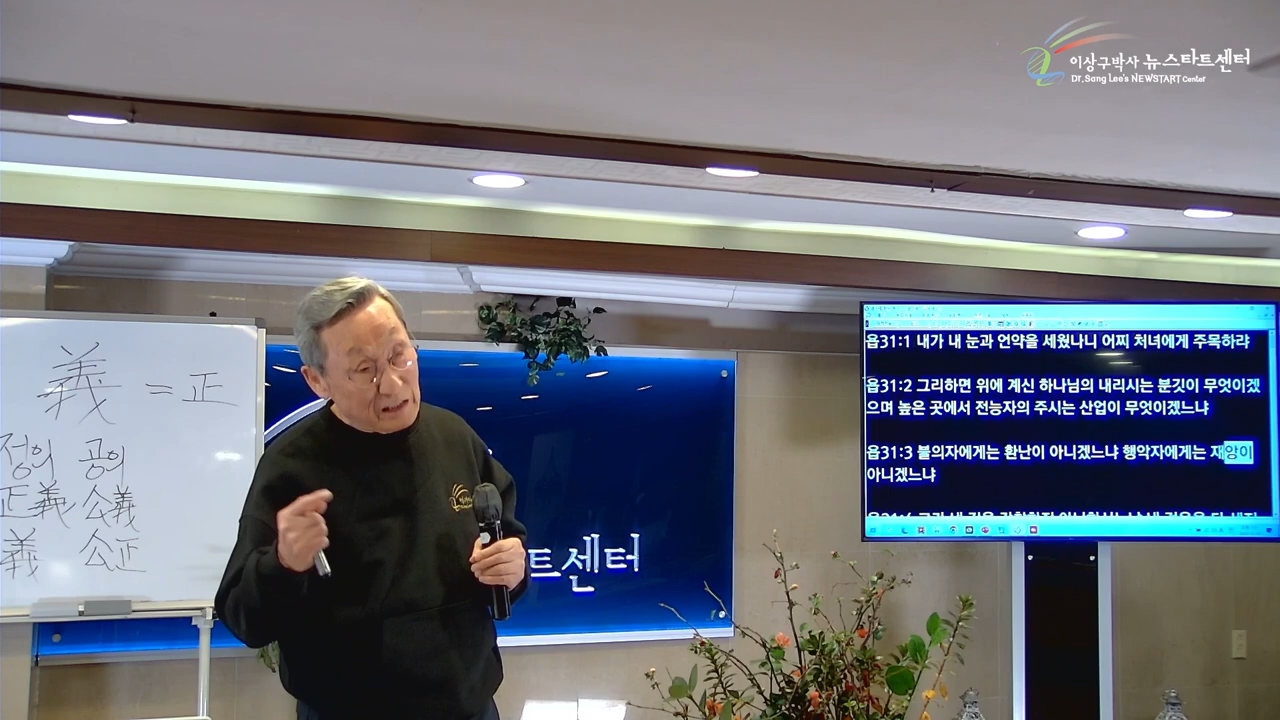 이상구박사 뉴스타트센터
Dr. Sang Lee's NEWSTART Center
義 = 正
정의 공의
正義 公義
義 公正
트센터
욥31:1 내가 내 눈과 언약을 세웠나니 어찌 처녀에게 주목하랴
욥31:2 그리하면 위에 계신 하나님의 내리시는 분깃이 무엇이겠
으며 높은 곳에서 전능자의 주시는 산업이 무엇이겠느냐
욥31:3 불의자에게는 환난이 아니겠느냐 행악자에게는 재앙이
아니겠느냐